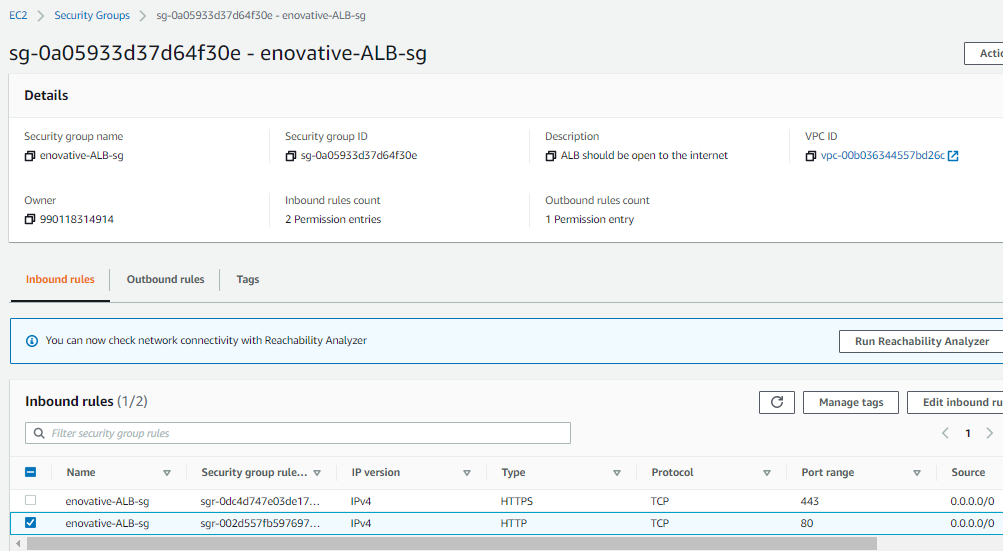 EC2 > Security Groups > sg-0a05933d37d64f30e - enovative-ALB-sg
sg-0a05933d37d64f30e - enovative-ALB-sg
Actio
Details
Security group name Security group ID Description VPC ID
enovative-ALB-sg sg-0a05933d37d64f30e ALB should be open to the internet vpc-00b036344557bd26c
Owner Inbound rules count Outbound rules count
990118314914 2 Permission entries 1 Permission entry
Inbound rules Outbound rules Tags
You can now check network connectivity with Reachability Analyzer Run Reachability Analyzer
Inbound rules (1/2) Manage tags Edit inbound ru
Filter security group rules 1
Name Security group rule... IP version Type Protocol Port range Source
enovative-ALB-sg sgr-0dc4d747e03de17... IPv4 HTTPS TCP 443 0.0.0.0/0
enovative-ALB-sg sgr-002d557fb597697... IPv4 HTTP TCP 80 0.0.0.0/0